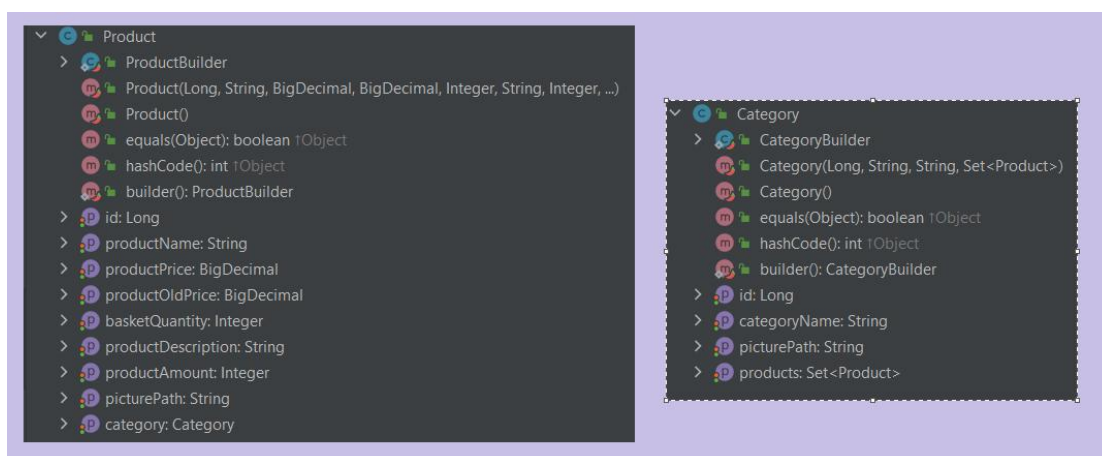 Product
ProductBuilder
Product(Long, String, BigDecimal, BigDecimal, Integer, String, Integer, ...)
Product()
equals(Object): boolean ↑Object
hashCode(): int ↑Object
builder(): ProductBuilder
id: Long
productName: String
productPrice: BigDecimal
productOldPrice: BigDecimal
basketQuantity: Integer
productDescription: String
productAmount: Integer
picturePath: String
category: Category
Category
CategoryBuilder
Category(Long, String, String, Set<Product>)
Category()
equals(Object): boolean ↑Object
hashCode(): int ↑Object
builder(): CategoryBuilder
id: Long
categoryName: String
picturePath: String
products: Set<Product>